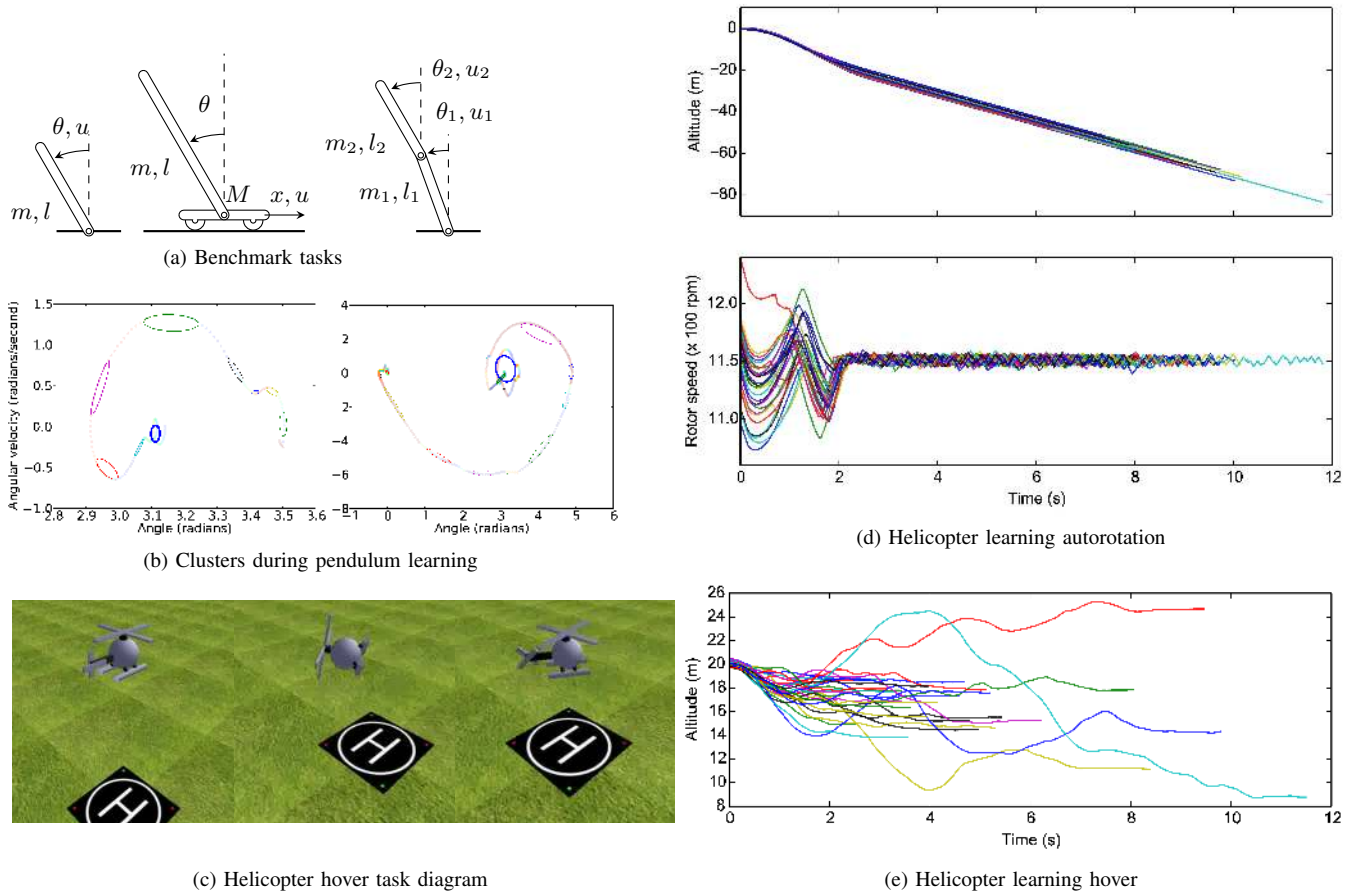 θ, u
m, l
θ
m, l
M
x, u
θ₂, u₂
θ₁, u₁
m₂, l₂
m₁, l₁
(a) Benchmark tasks
Angular velocity (radians/second)
1.5
1.0
0.5
0.0
−0.5
−1.0
2.8 2.9 3.0 3.1 3.2 3.3 3.4 3.5 3.6
Angle (radians)
4
2
0
−2
−4
−6
−8
−1 0 1 2 3 4 5 6
Angle (radians)
(b) Clusters during pendulum learning
H
H
H
(c) Helicopter hover task diagram
Altitude (m)
0
−20
−40
−60
−80
Rotor speed (x 100 rpm)
12.0
11.5
11.0
0 2 4 6 8 10 12
Time (s)
(d) Helicopter learning autorotation
Altitude (m)
26
24
22
20
18
16
14
12
10
8
0 2 4 6 8 10 12
Time (s)
(e) Helicopter learning hover